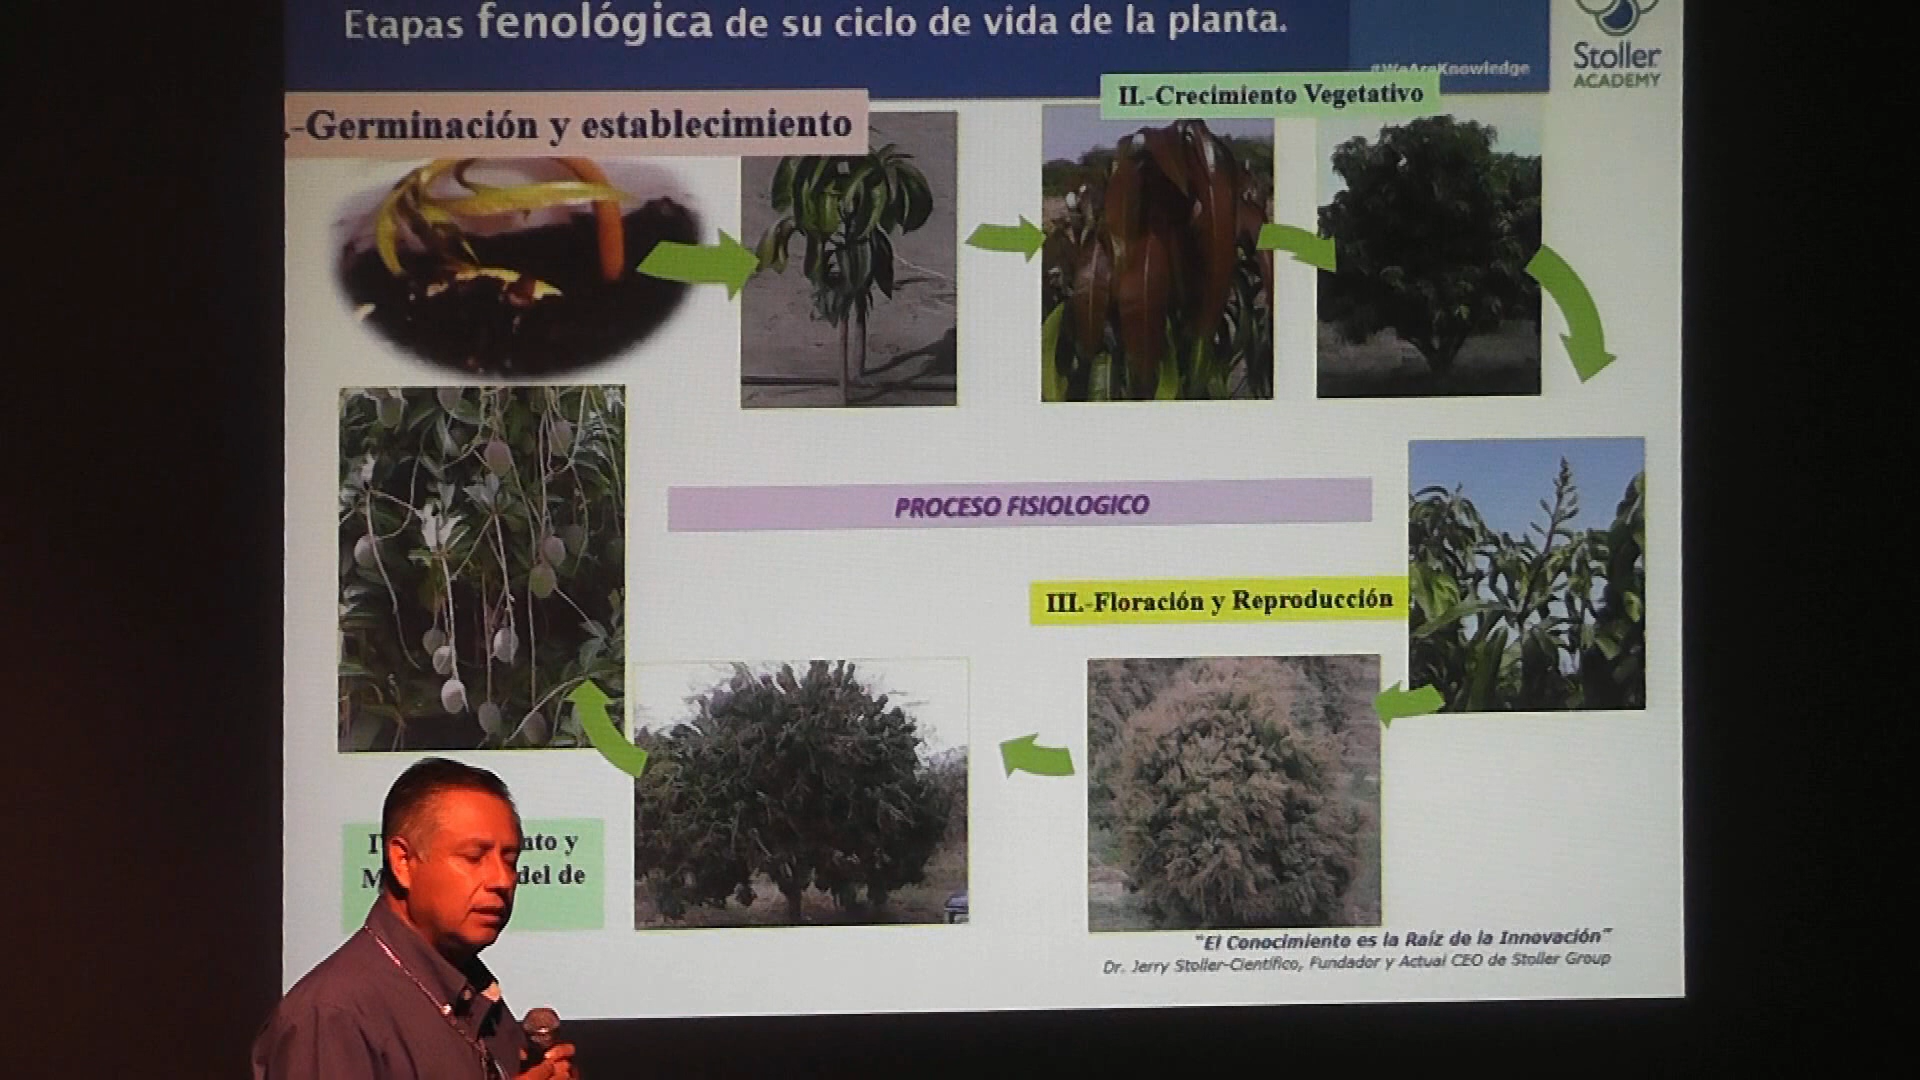 Etapas fenológica de su ciclo de vida de la planta.
#WeAreKnowledge
Stoller
ACADEMY
.-Germinación y establecimiento
II.-Crecimiento Vegetativo
PROCESO FISIOLOGICO
III.-Floración y Reproducción
y
del de
"El Conocimiento es la Raíz de la Innovación"
Dr. Jerry Stoller-Científico, Fundador y Actual CEO de Stoller Group